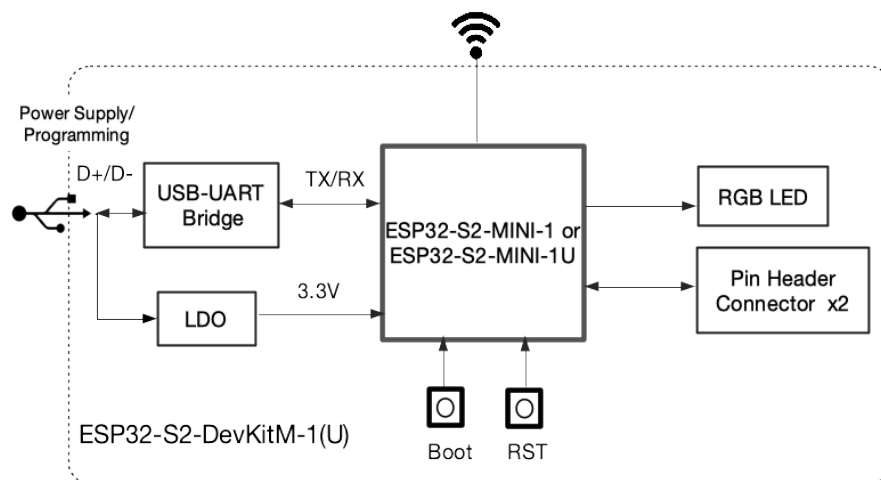 Power Supply/
Programming
D+/D-
USB-UART
Bridge
TX/RX
ESP32-S2-MINI-1 or
ESP32-S2-MINI-1U
RGB LED
Pin Header
Connector x2
LDO
3.3V
Boot
RST
ESP32-S2-DevKitM-1(U)